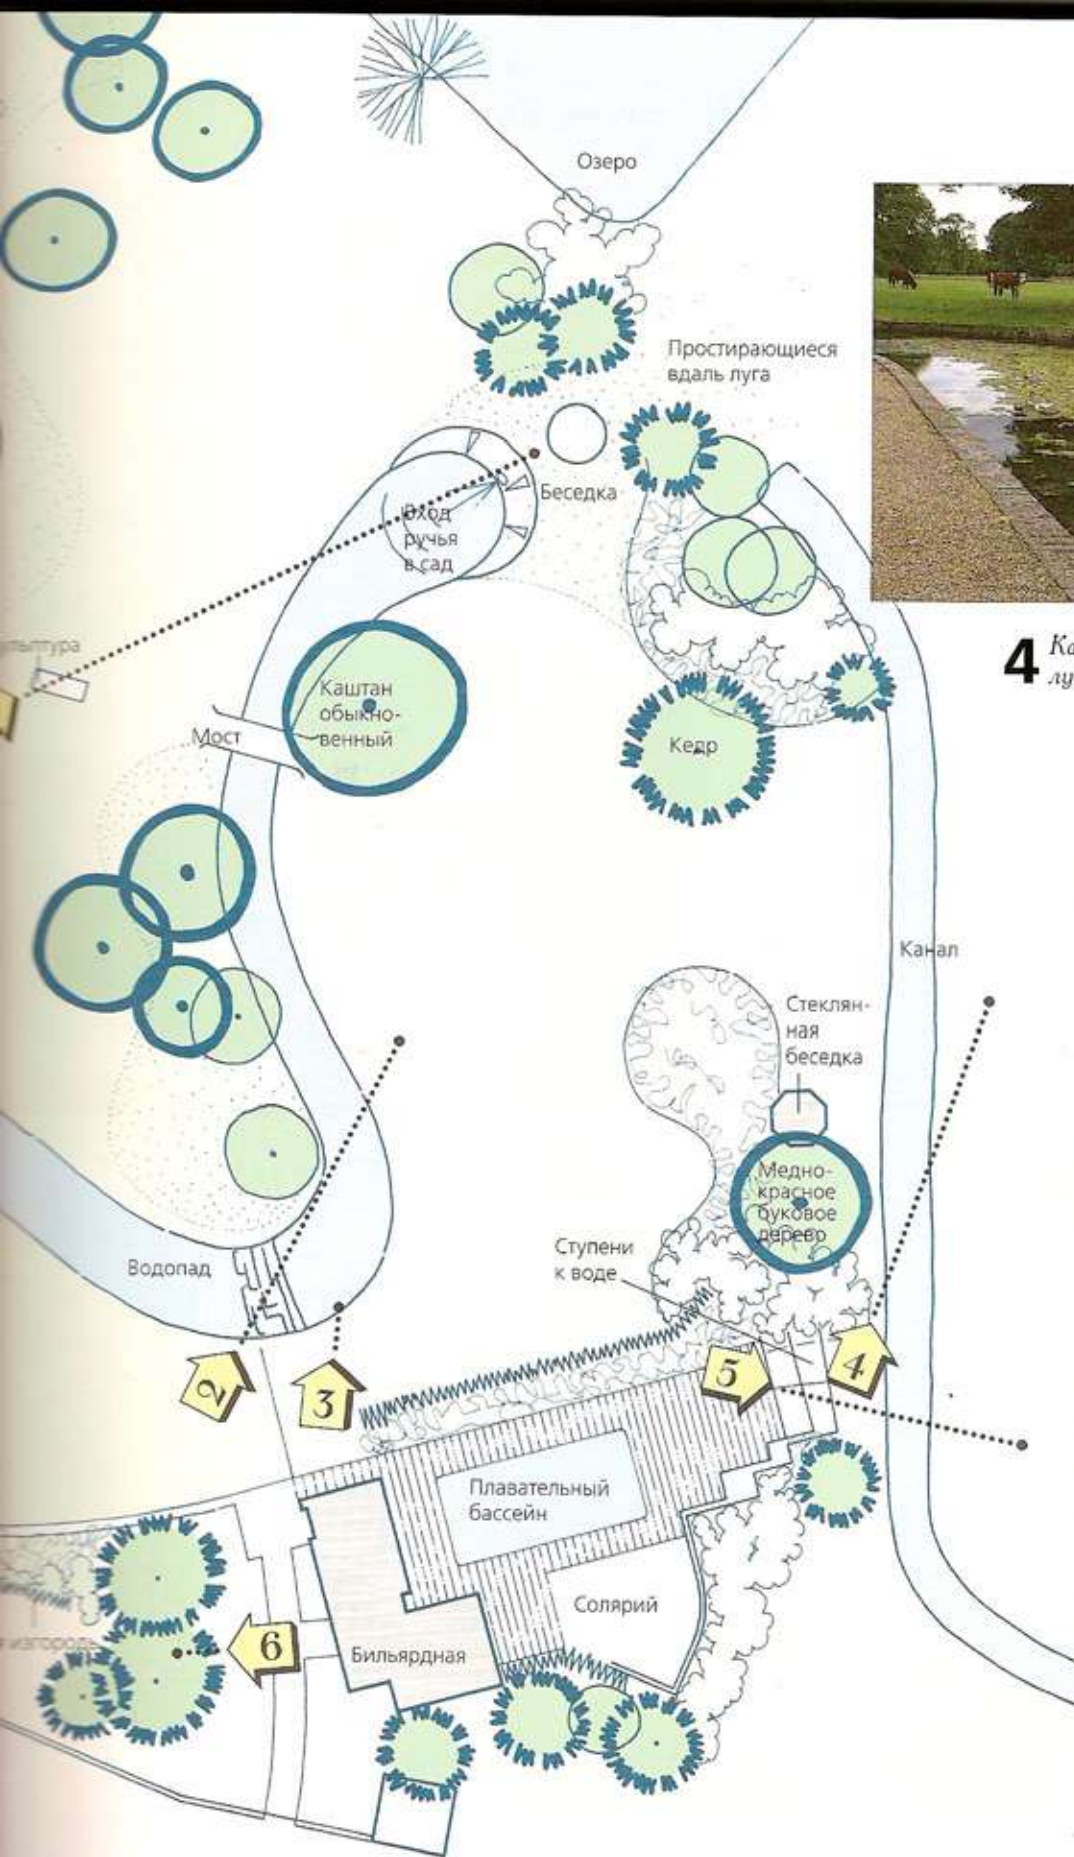 Озеро
Простирающиеся
вдаль луга
Беседка
Вход
ручья
в сад
Каштан
обыкно-
венный
Мост
Кедр
4
Канал
Стеклян-
ная
беседка
Медно-
красное
буковое
дерево
Ступени
к воде
Водопад
2
3
5
4
Плавательный
бассейн
Солярий
Бильярдная
6